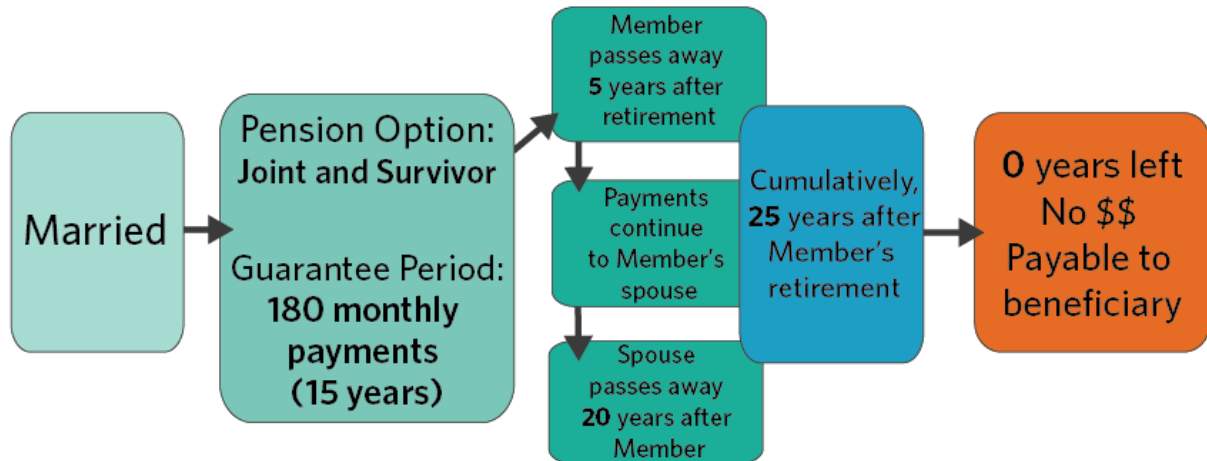 Married
Pension Option:
Joint and Survivor
Guarantee Period:
180 monthly
payments
(15 years)
Member
passes away
5 years after
retirement
Payments
continue
to Member's
spouse
Spouse
passes away
20 years after
Member
Cumulatively,
25 years after
Member's
retirement
0 years left
No $$
Payable to
beneficiary